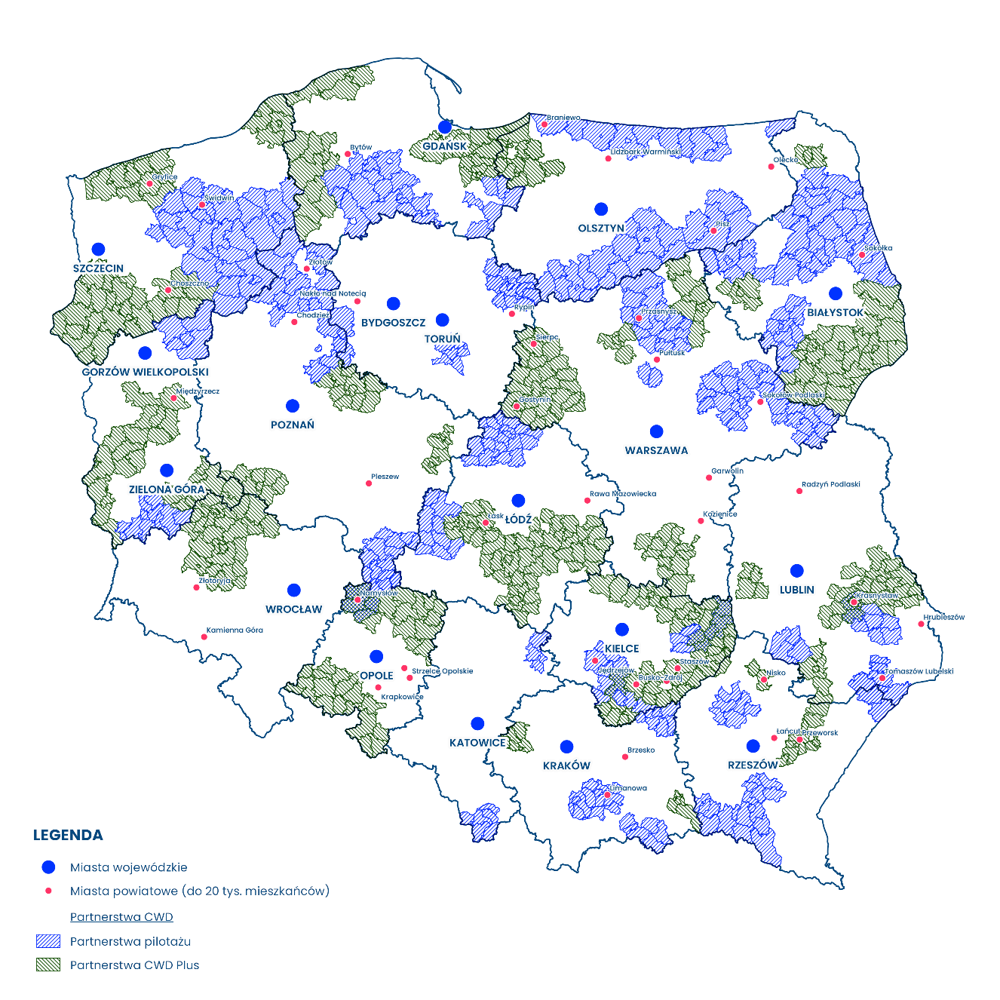 Braniewo
Bytów
GDAŃSK
Lidzbark Warmiński
Olecko
Gryfice
Świdwin
OLSZTYN
Pisz
SZCZECIN
Sokółka
Złotów
Choszczno
Nakło nad Notecią
BIAŁYSTOK
Rypin
Chodzież
BYDGOSZCZ
Przasnysz
TORUŃ
Sierpc
Pułtusk
GORZÓW WIELKOPOLSKI
Międzyrzecz
Sokołów Podlaski
Gostynin
POZNAŃ
WARSZAWA
Garwolin
Pleszew
Radzyń Podlaski
ZIELONA GÓRA
Rawa Mazowiecka
Łask
ŁÓDŹ
Kozienice
Złotoryja
LUBLIN
Namysłów
Krasnystaw
WROCŁAW
Hrubieszów
Kamienna Góra
KIELCE
Staszów
Jędrzejów
Strzelce Opolskie
OPOLE
Busko-Zdrój
Nisko
Tomaszów Lubelski
Krapkowice
Łańcut
Przeworsk
KATOWICE
Brzesko
KRAKÓW
RZESZÓW
Limanowa
LEGENDA
Miasta wojewódzkie
Miasta powiatowe (do 20 tys. mieszkańców)
Partnerstwa CWD
Partnerstwa pilotażu
Partnerstwa CWD Plus